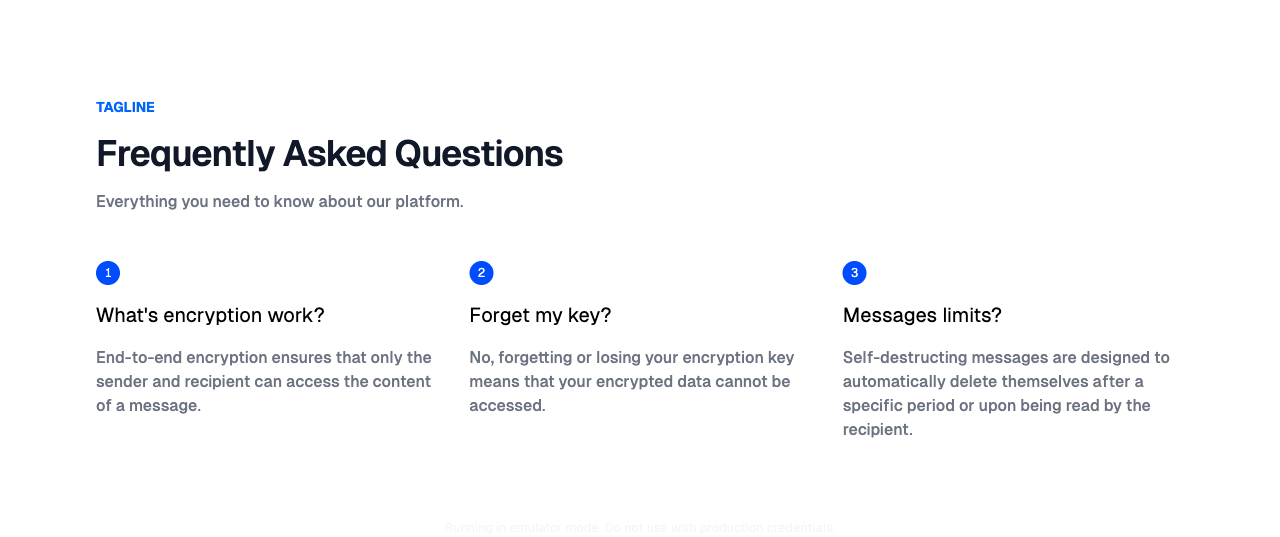 TAGLINE
Frequently Asked Questions
Everything you need to know about our platform.
1
What's encryption work?
End-to-end encryption ensures that only the
sender and recipient can access the content
of a message.
2
Forget my key?
No, forgetting or losing your encryption key
means that your encrypted data cannot be
accessed.
3
Messages limits?
Self-destructing messages are designed to
automatically delete themselves after a
specific period or upon being read by the
recipient.
Running in emulator mode. Do not use with production credentials.